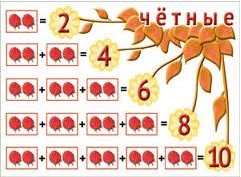 чётные
= 2
+ = 4
+ + = 6
+ + + = 8
+ + + + = 10